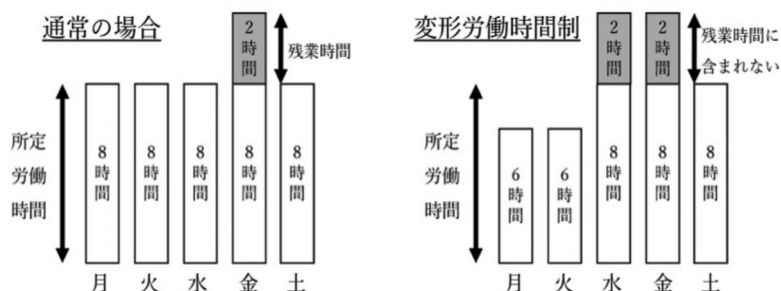 通常の場合
2時間
残業時間
所定
労働
時間
8時間
8時間
8時間
8時間
8時間
月
火
水
金
土
変形労働時間制
2時間
2時間
残業時間に
含まれない
所定
労働
時間
6時間
6時間
8時間
8時間
8時間
月
火
水
金
土